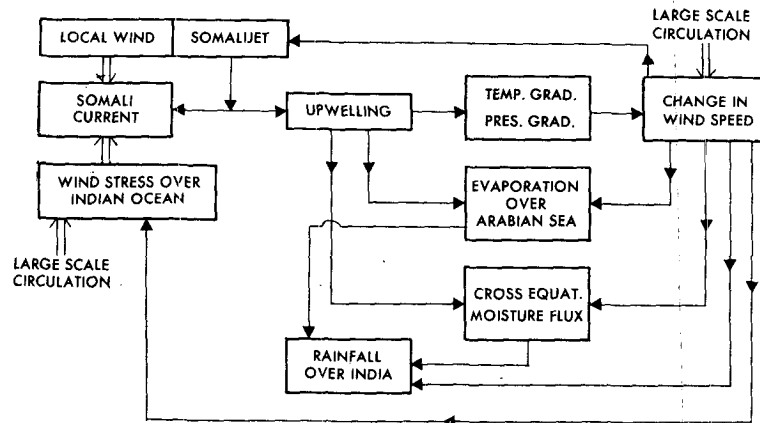 LARGE SCALE
CIRCULATION
LOCAL WIND
SOMALIJET
SOMALI
CURRENT
UPWELLING
TEMP. GRAD.
PRES. GRAD.
CHANGE IN
WIND SPEED
WIND STRESS OVER
INDIAN OCEAN
EVAPORATION
OVER
ARABIAN SEA
LARGE SCALE
CIRCULATION
CROSS EQUAT.
MOISTURE FLUX
RAINFALL
OVER INDIA